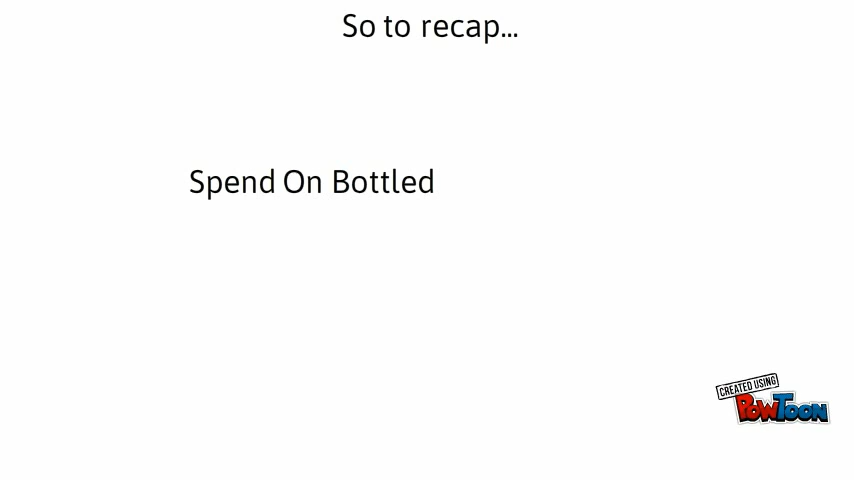 So to recap...
Spend On Bottled
CREATED USING
POWTOON